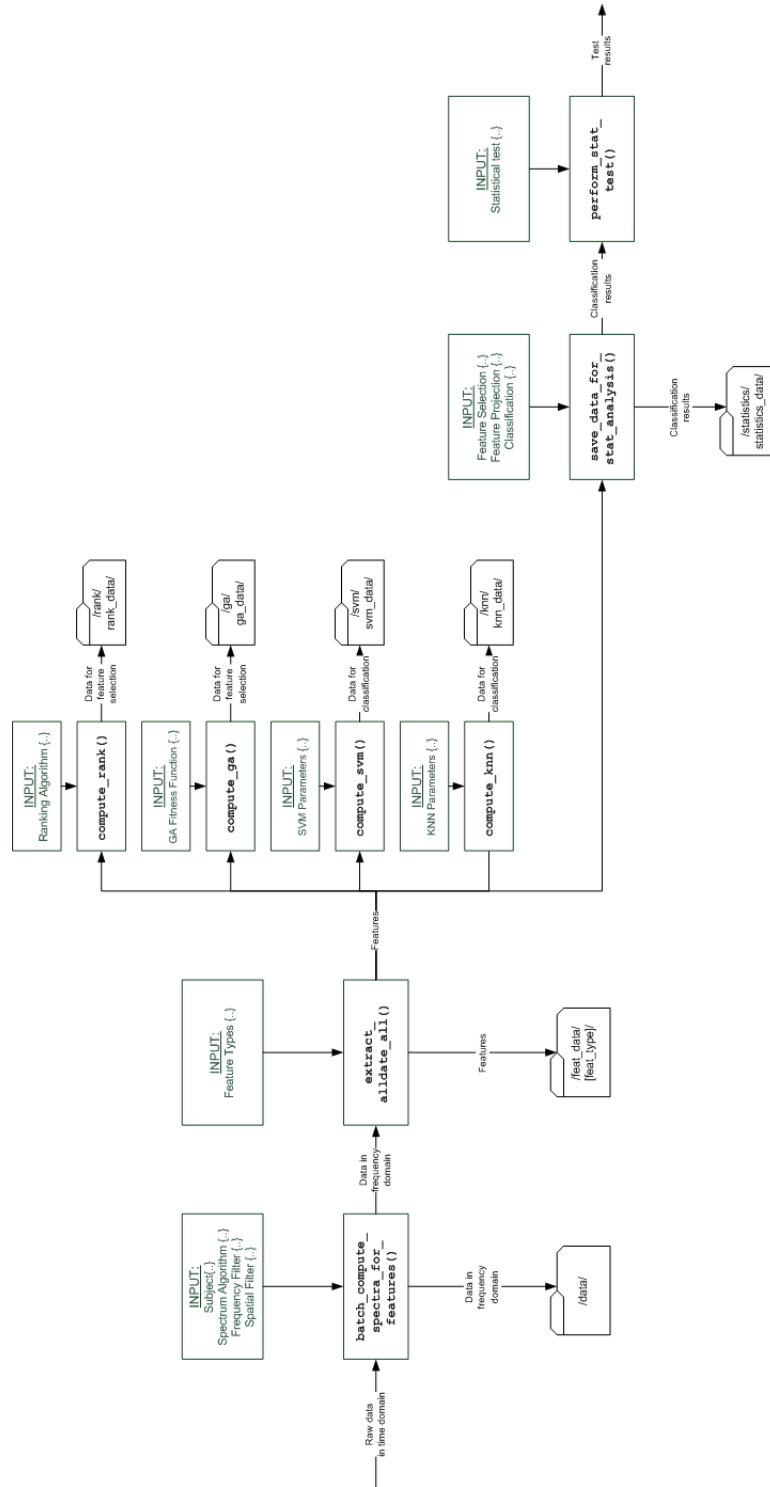 Raw data
in time domain
INPUT:
Subject{..}
Spectrum Algorithm {..}
Frequency Filter {..}
Spatial Filter {..}
batch_compute_
spectra_for_
features()
Data in
frequency
domain
/data/
Data in
frequency
domain
INPUT:
Feature Types {..}
extract_
alldate_all()
Features
/feat_data/
[feat_type]/
Features
INPUT:
Ranking Algorithm {..}
compute_rank()
Data for
feature
selection
/rank/
rank_data/
INPUT:
GA Fitness Function {..}
compute_ga()
Data for
feature
selection
/ga/
ga_data/
INPUT:
SVM Parameters {..}
compute_svm()
Data for
classification
/svm/
svm_data/
INPUT:
KNN Parameters {..}
compute_knn()
Data for
classification
/knn/
knn_data/
INPUT:
Feature Selection {..}
Feature Projection {..}
Classification {..}
save_data_for_
stat_analysis()
Classification
results
/statistics/
statistics_data/
Classification
results
INPUT:
Statistical test {..}
perform_stat_
test()
Test
results